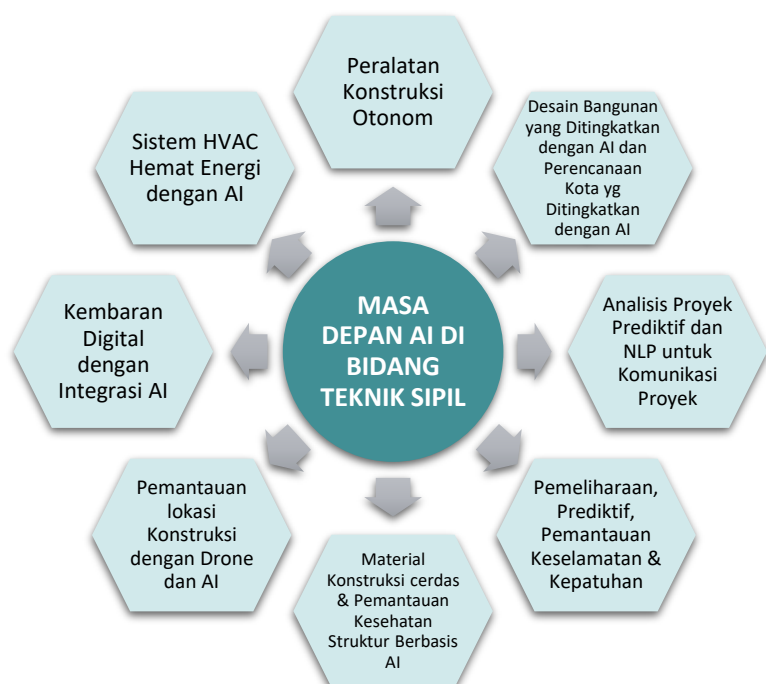 Peralatan
Konstruksi
Otonom
Desain Bangunan
yang Ditingkatkan
dengan AI dan
Perencanaan
Kota yg
Ditingkatkan
dengan AI
Analisis Proyek
Prediktif dan
NLP untuk
Komunikasi
Proyek
Pemeliharaan,
Prediktif,
Pemantauan
Keselamatan &
Kepatuhan
Material
Konstruksi cerdas
& Pemantauan
Kesehatan
Struktur Berbasis
AI
Pemantauan
lokasi
Konstruksi
dengan Drone
dan AI
Kembaran
Digital
dengan
Integrasi AI
Sistem HVAC
Hemat Energi
dengan AI
MASA
DEPAN AI DI
BIDANG
TEKNIK SIPIL